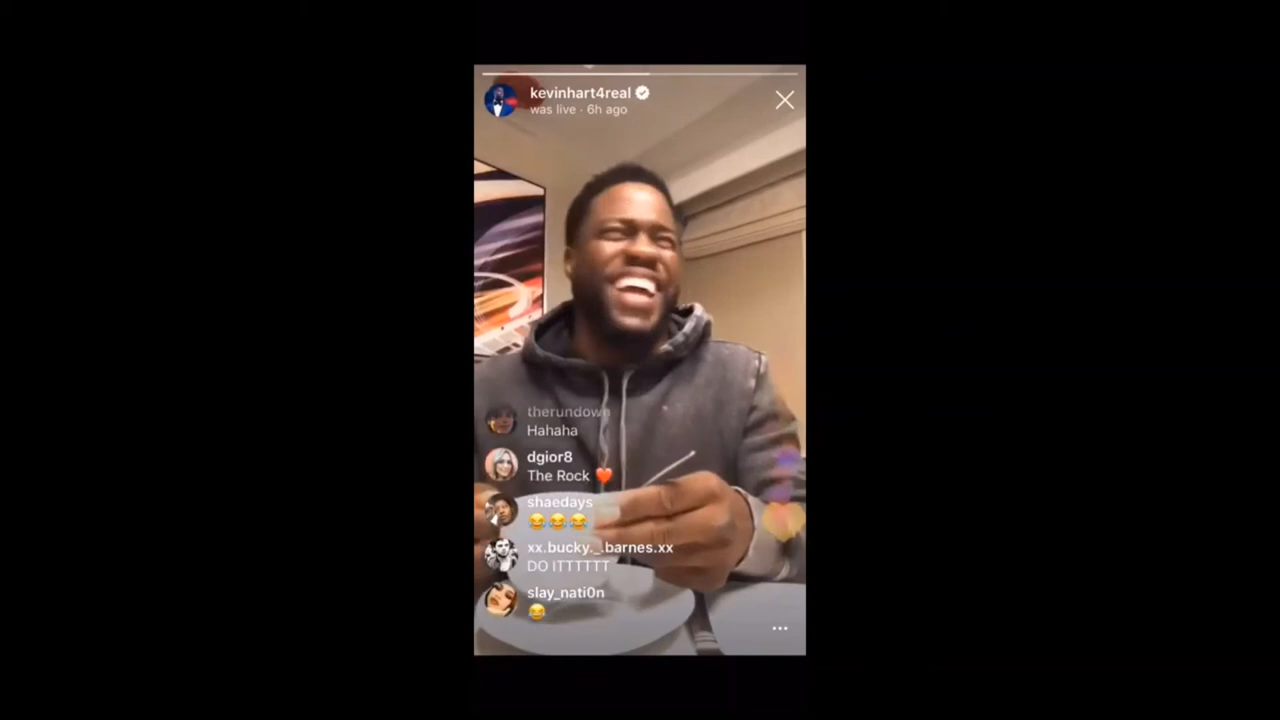 kevinhart4real
was live · 6h ago
therundown
Hahaha
dgior8
The Rock ❤️
shaedays
😂😂😂
xx.bucky._.barnes.xx
DO ITTTTTT
slay_nati0n
😂